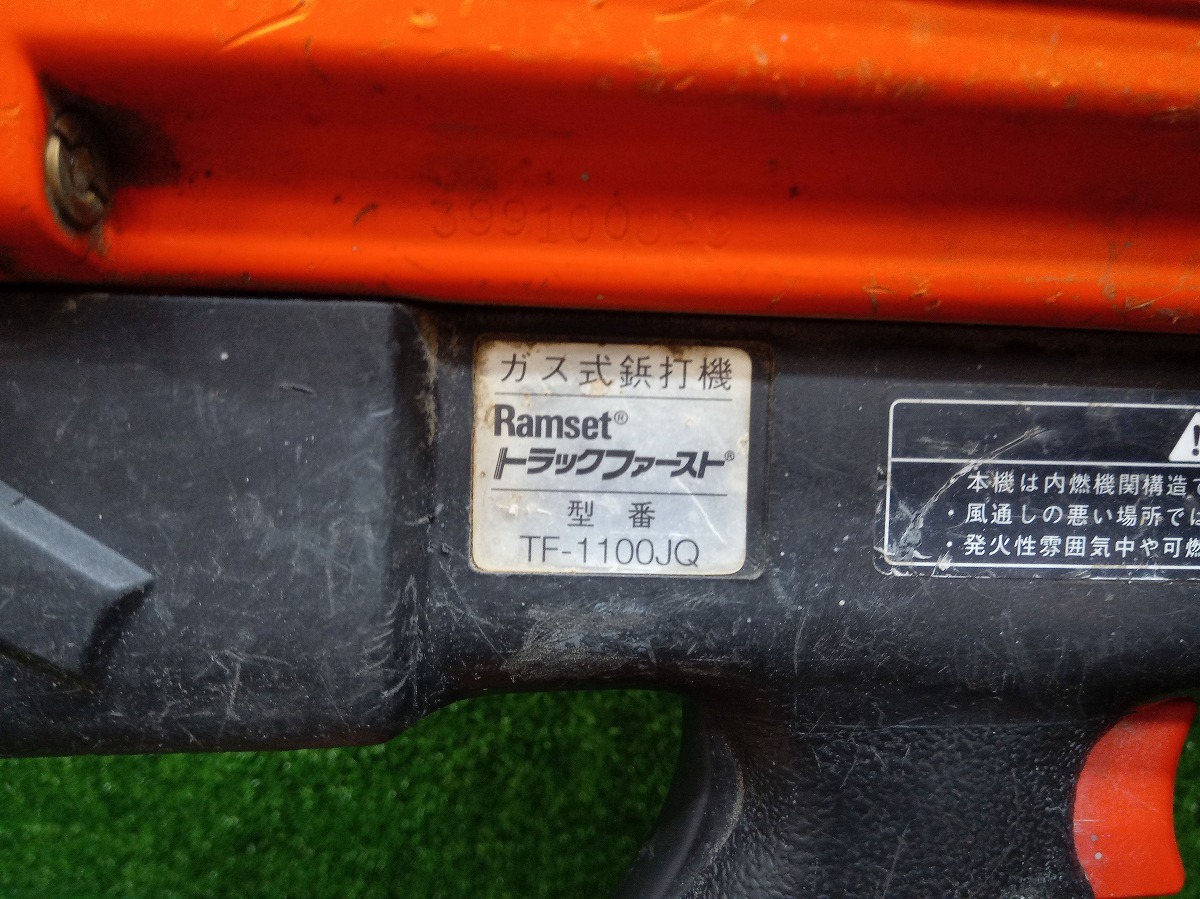 399100829
ガス式鋲打機
Ramset®
トラックファースト®
型番
TF-1100JQ
!
本機は内燃機関構造で
・風通しの悪い場所では
・発火性雰囲気中や可燃